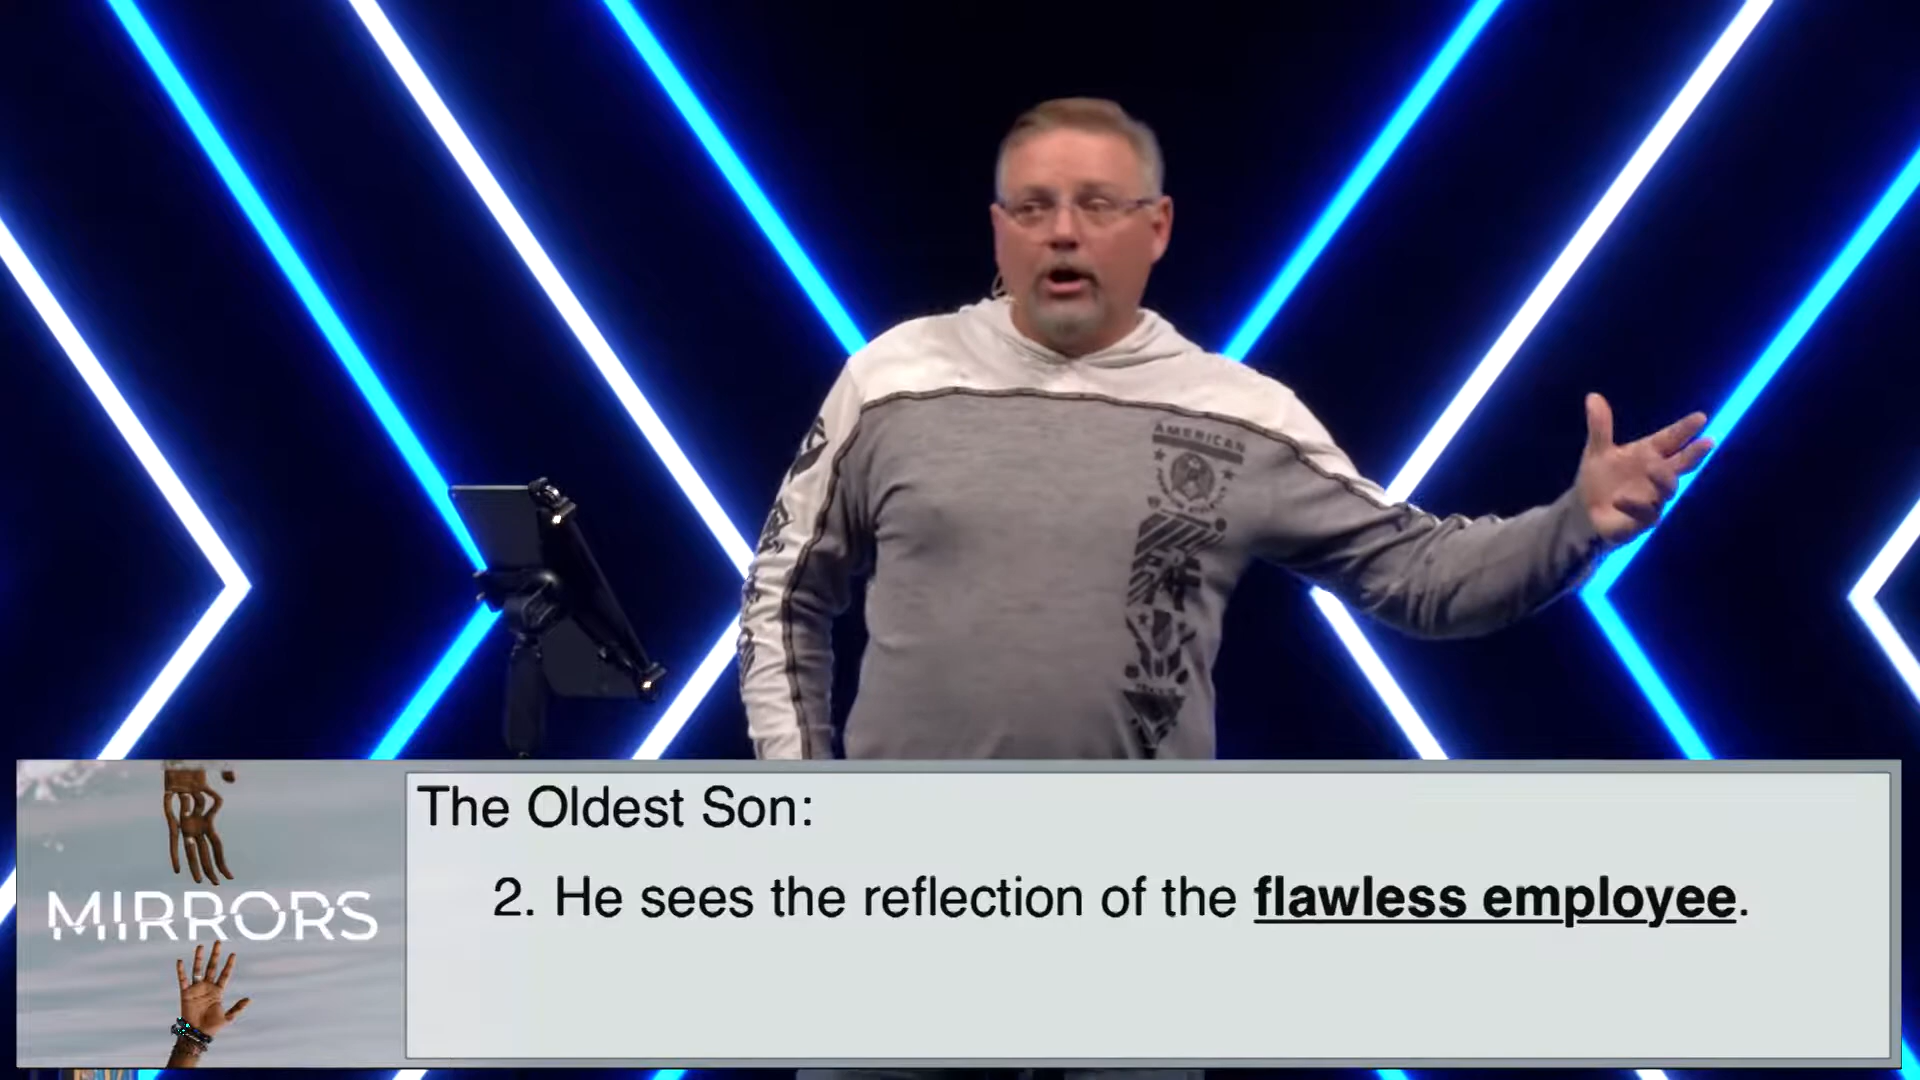 AMERICAN
The Oldest Son:
MIRRORS
2. He sees the reflection of the flawless employee.